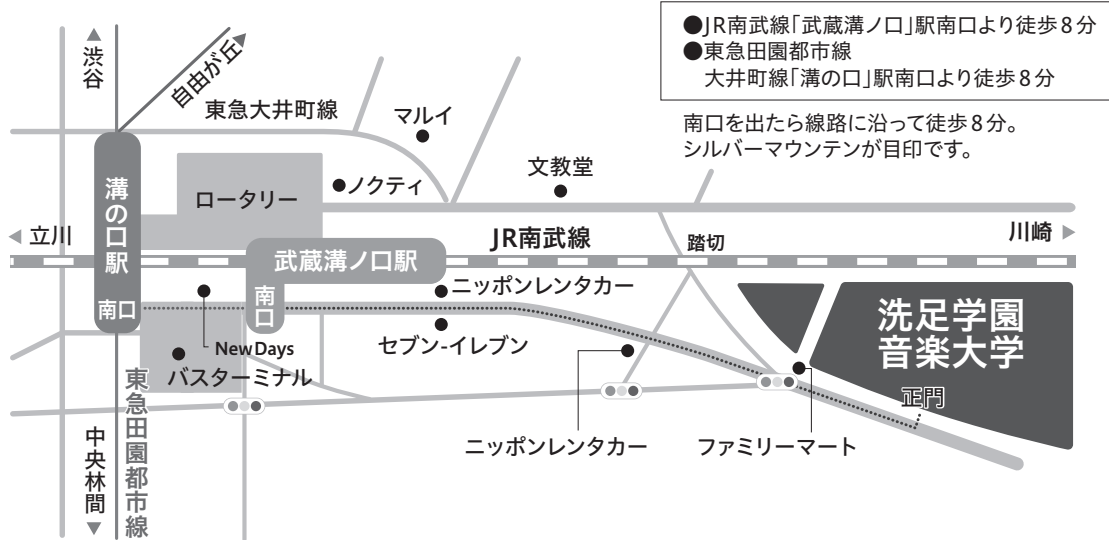 ●JR南武線「武蔵溝ノ口」駅南口より徒歩8分
●東急田園都市線
大井町線「溝の口」駅南口より徒歩8分
南口を出たら線路に沿って徒歩8分。
シルバーマウンテンが目印です。
渋谷
自由が丘
東急大井町線
マルイ
溝の口駅
ロータリー
ノクティ
文教堂
立川
JR南武線
踏切
川崎
武蔵溝ノ口駅
南口
南口
ニッポンレンタカー
NewDays
セブン-イレブン
バスターミナル
洗足学園
音楽大学
正門
東急田園都市線
中央林間
ニッポンレンタカー
ファミリーマート